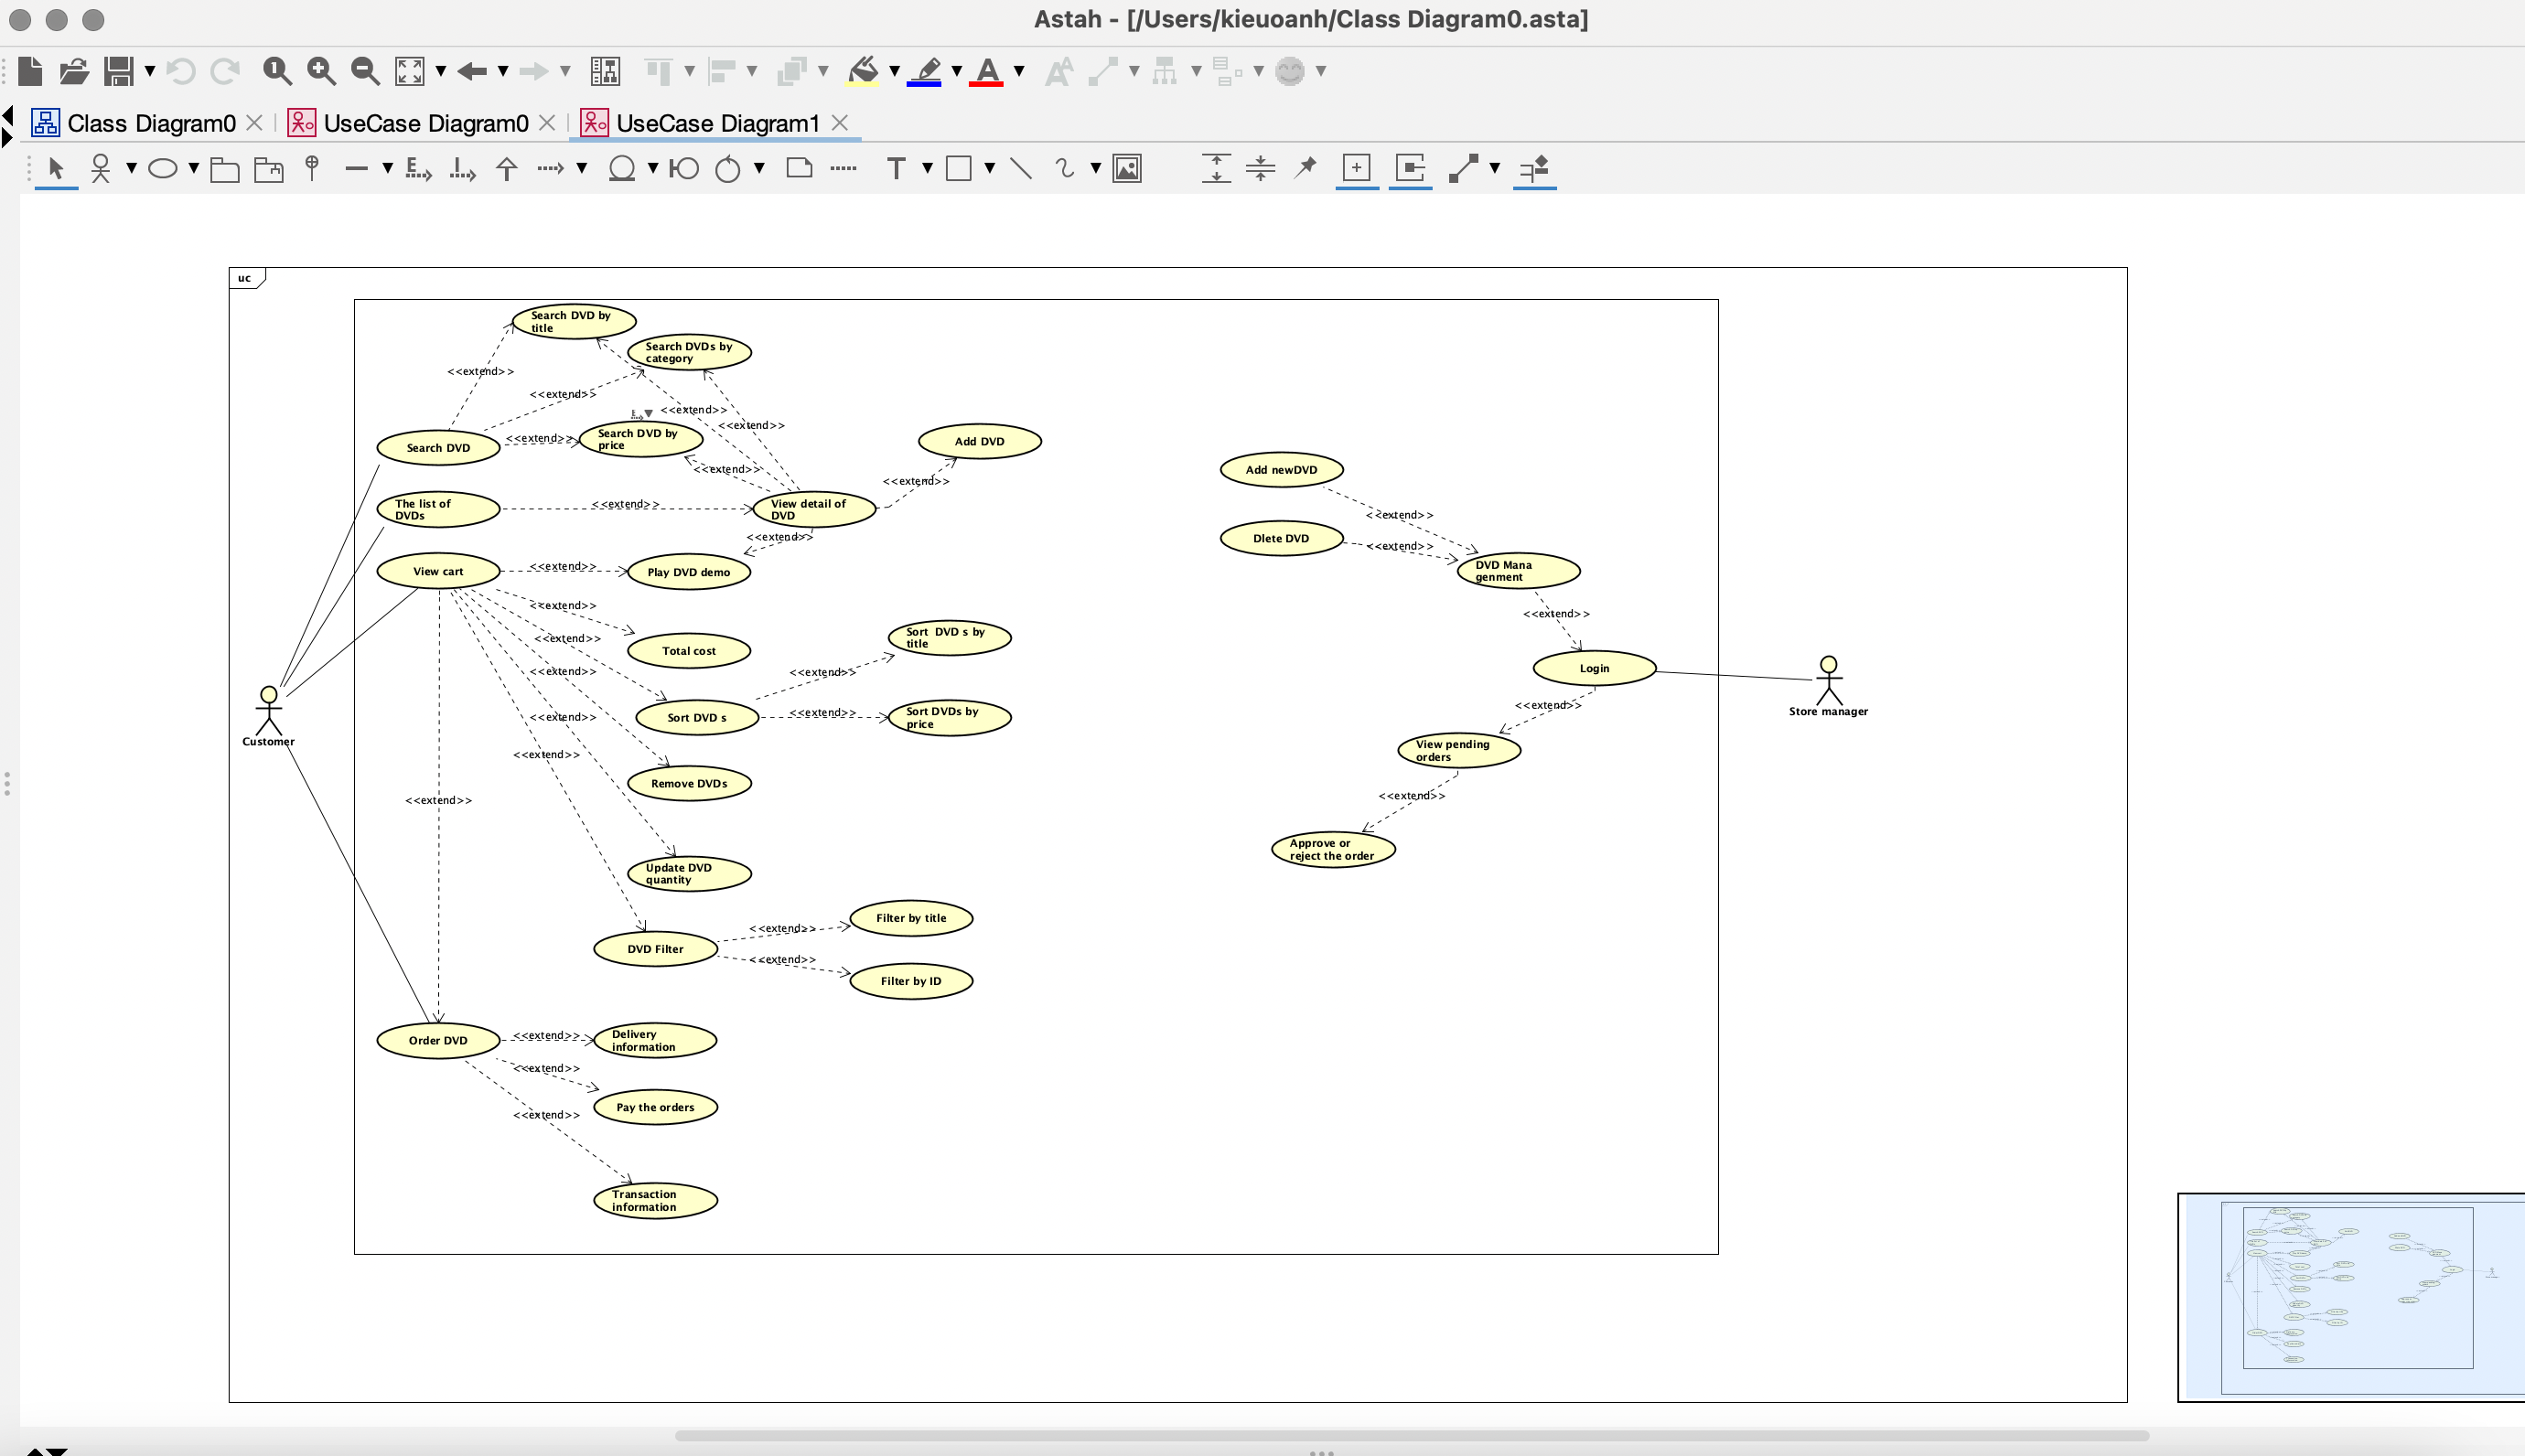 Astah - [/Users/kieuoanh/Class Diagram0.asta]
Class Diagram0
UseCase Diagram0
UseCase Diagram1
uc
Search DVD by
title
Search DVDs by
category
<<extend>>
<<extend>>
<<extend>>
<<extend>>
Search DVD
<<extend>>
Search DVD by
price
Add DVD
<<extend>>
<<extend>>
Add newDVD
The list of
DVDs
<<extend>>
View detail of
DVD
<<extend>>
<<extend>>
Dlete DVD
<<extend>>
View cart
<<extend>>
Play DVD demo
DVD Mana
genment
<<extend>>
<<extend>>
<<extend>>
Sort  DVD s by
title
Total cost
<<extend>>
<<extend>>
Login
Customer
<<extend>>
Sort DVD s
<<extend>>
Sort DVDs by
price
<<extend>>
Store manager
<<extend>>
View pending
orders
Remove DVDs
<<extend>>
<<extend>>
Approve or
reject the order
Update DVD
quantity
Filter by title
<<extend>>
DVD Filter
<<extend>>
Filter by ID
Order DVD
<<extend>>
Delivery
information
<<extend>>
Pay the orders
<<extend>>
Transaction
information